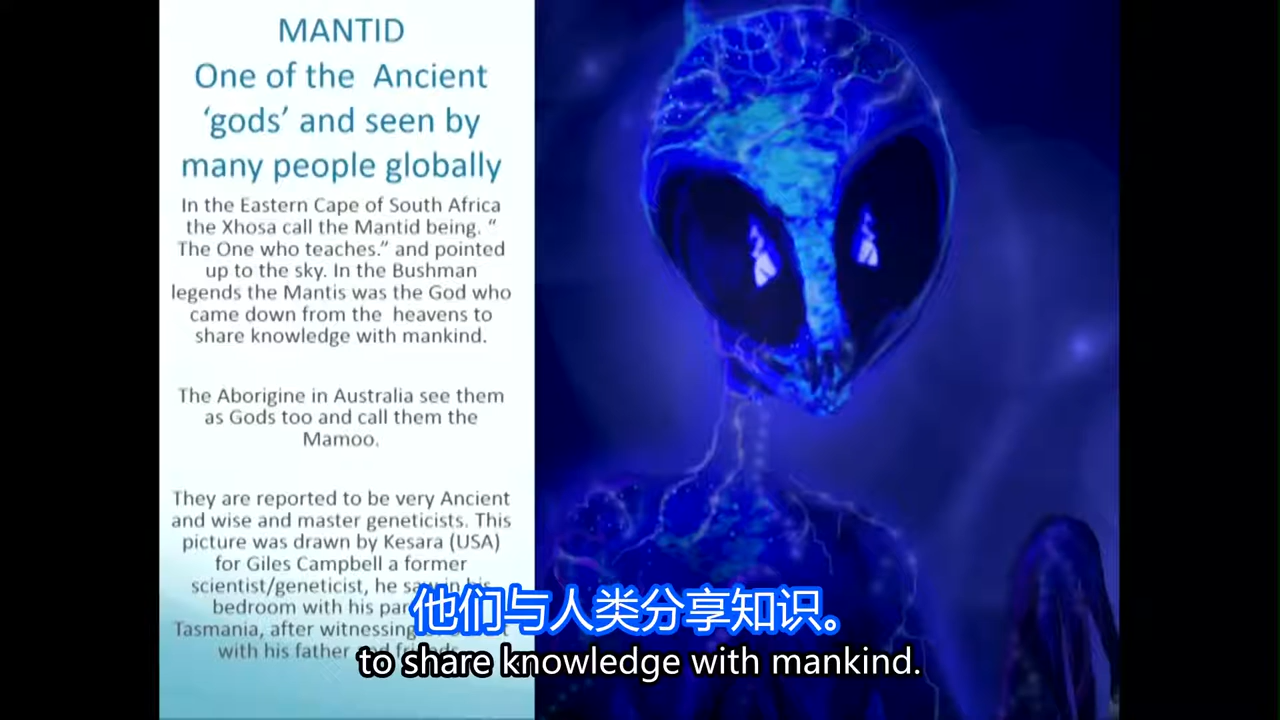 MANTID
One of the Ancient
‘gods’ and seen by
many people globally
In the Eastern Cape of South Africa
the Xhosa call the Mantid being. “
The One who teaches.” and pointed
up to the sky. In the Bushman
legends the Mantis was the God who
came down from the heavens to
share knowledge with mankind.
The Aborigine in Australia see them
as Gods too and call them the
Mamoo.
They are reported to be very Ancient
and wise and master geneticists. This
picture was drawn by Kesara (USA)
for Giles Campbell a former
scientist/geneticist, he saw in his
bedroom with his
Tasmania, after witnessing
with his father and friends
他们与人类分享知识。
to share knowledge with mankind.